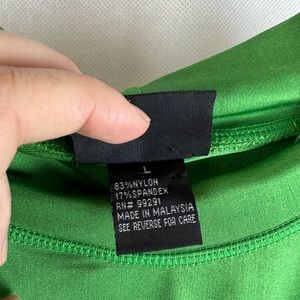 L
83%NYLON
17%SPANDEX
RN# 99291
MADE IN MALAYSIA
SEE REVERSE FOR CARE